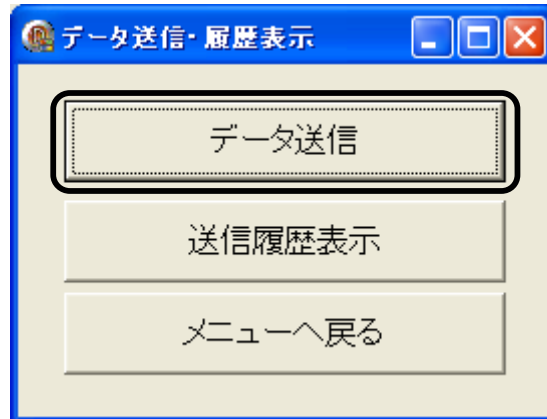 データ送信・履歴表示
データ送信
送信履歴表示
メニューへ戻る